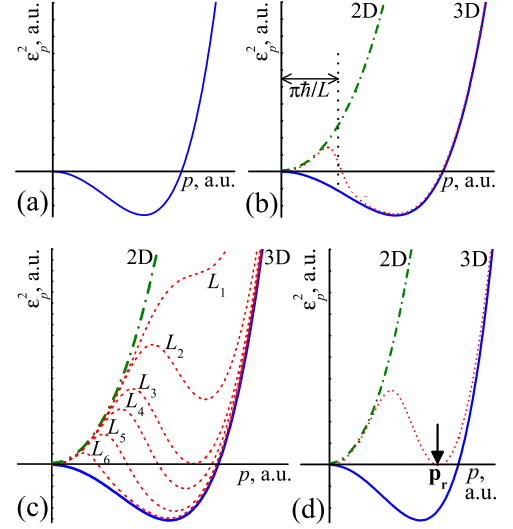 ε²ₚ, a.u.
p, a.u.
(a)
ε²ₚ, a.u.
2D
3D
πħ/L
p, a.u.
(b)
ε²ₚ, a.u.
2D
3D
L₁
L₂
L₃
L₄
L₅
L₆
p, a.u.
(c)
ε²ₚ, a.u.
2D
3D
pᵣ
p,
a.u.
(d)